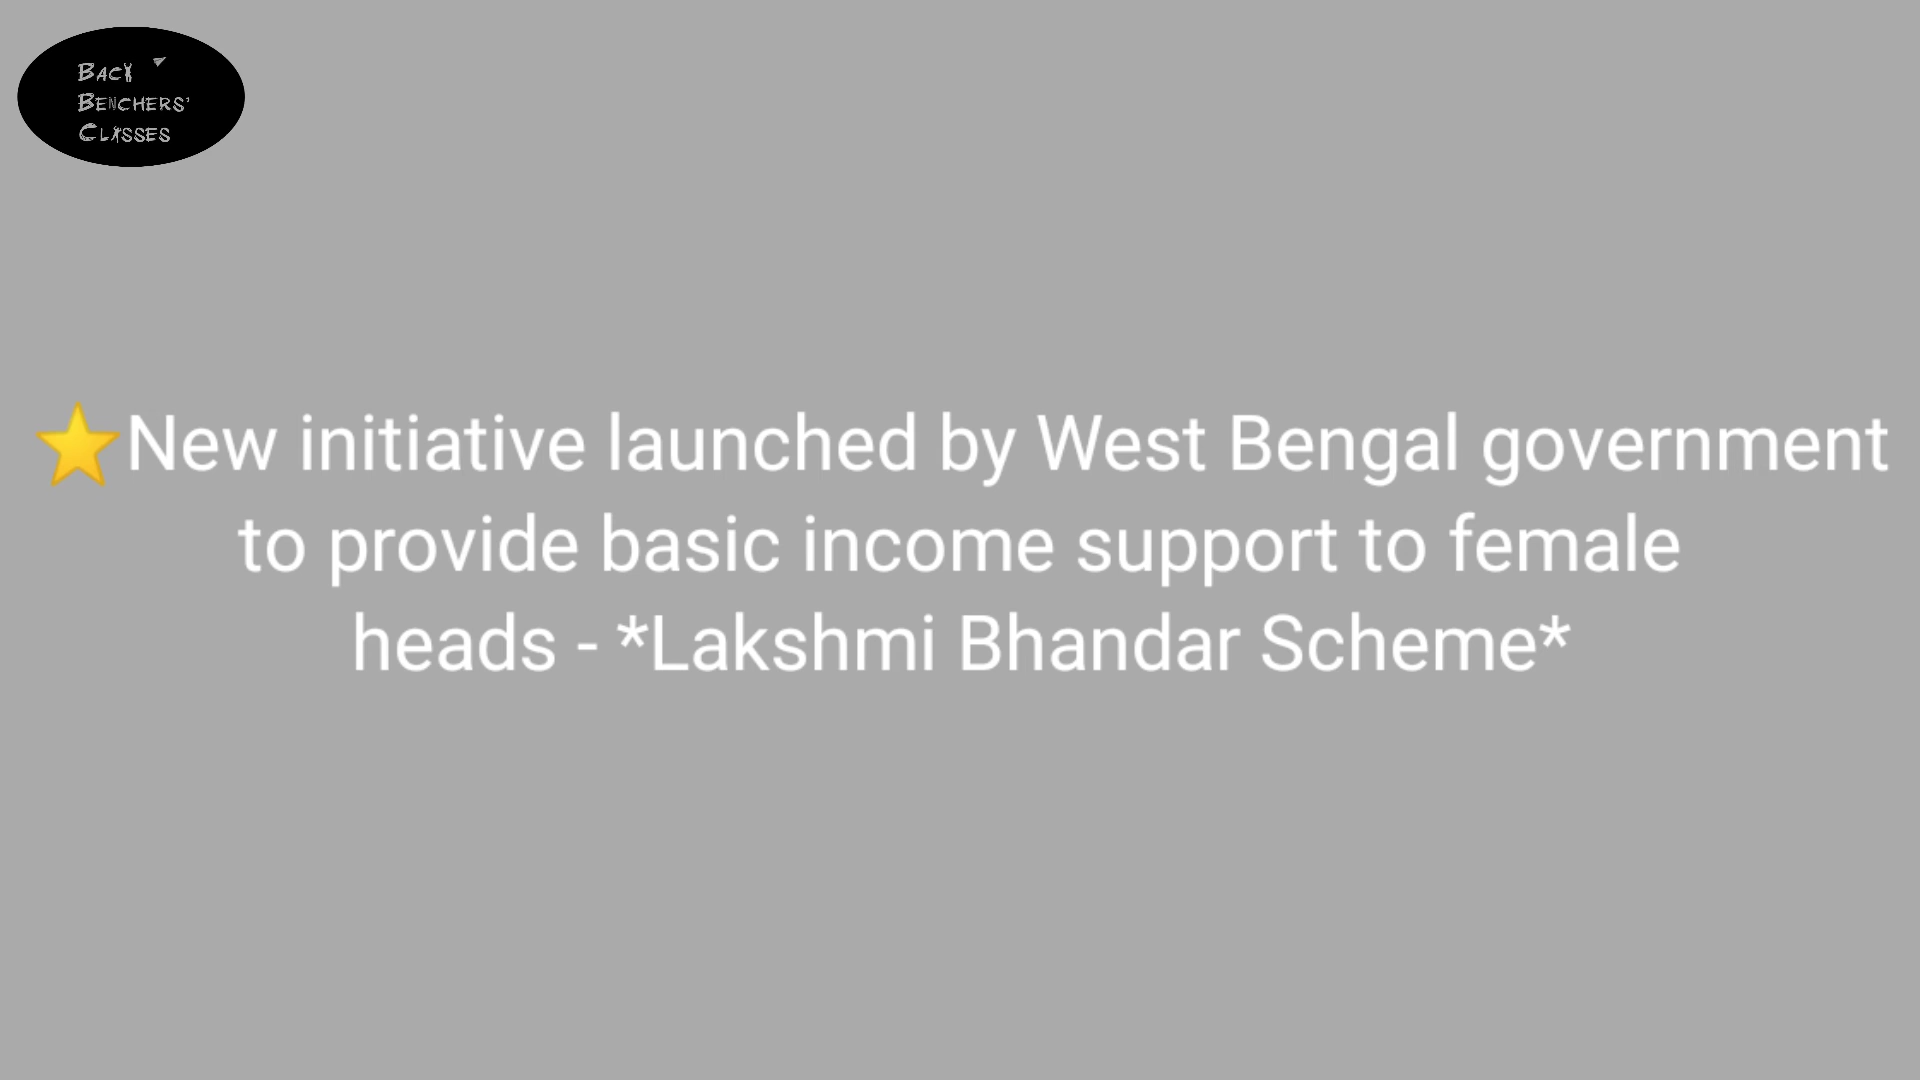 BACK
BENCHERS'
CLASSES
⭐New initiative launched by West Bengal government
to provide basic income support to female
heads - *Lakshmi Bhandar Scheme*